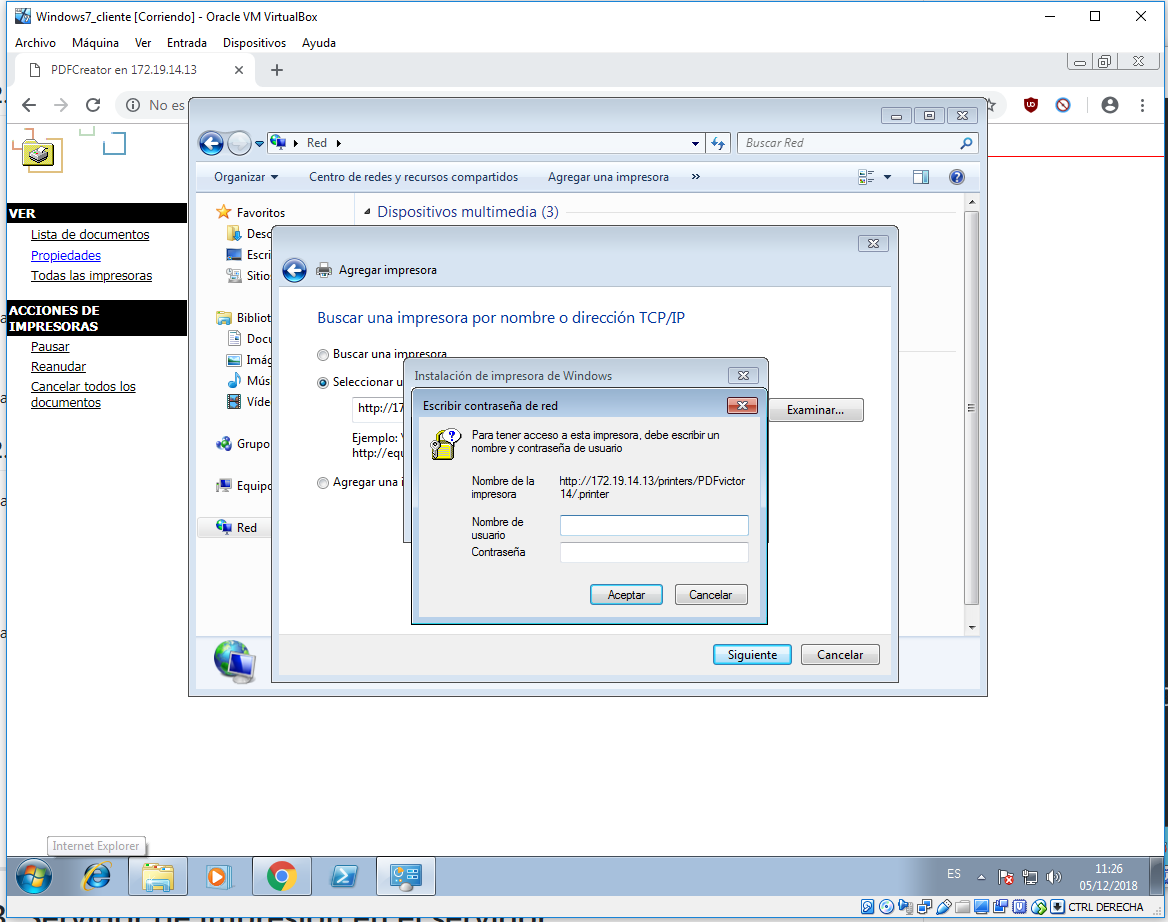 Windows7_cliente [Corriendo] - Oracle VM VirtualBox
Archivo Máquina Ver Entrada Dispositivos Ayuda
PDFCreator en 172.19.14.13
No es
Red
Buscar Red
Organizar Centro de redes y recursos compartidos Agregar una impresora »
VER
Lista de documentos
Propiedades
Todas las impresoras
ACCIONES DE
IMPRESORAS
Pausar
Reanudar
Cancelar todos los
documentos
Favoritos
Desc
Escri
Sitio
Bibliot
Docu
Imág
Mús
Víde
Grupo
Equipo
Red
Dispositivos multimedia (3)
Agregar impresora
Buscar una impresora por nombre o dirección TCP/IP
Buscar una impresora
Seleccionar u
http://17
Examinar...
Ejemplo: \
http://equ
Agregar una i
Instalación de impresora de Windows
Escribir contraseña de red
Para tener acceso a esta impresora, debe escribir un
nombre y contraseña de usuario
Nombre de la
impresora
http://172.19.14.13/printers/PDFvictor
14/.printer
Nombre de
usuario
Contraseña
Aceptar Cancelar
Siguiente Cancelar
Internet Explorer
ES
11:26
05/12/2018
CTRL DERECHA